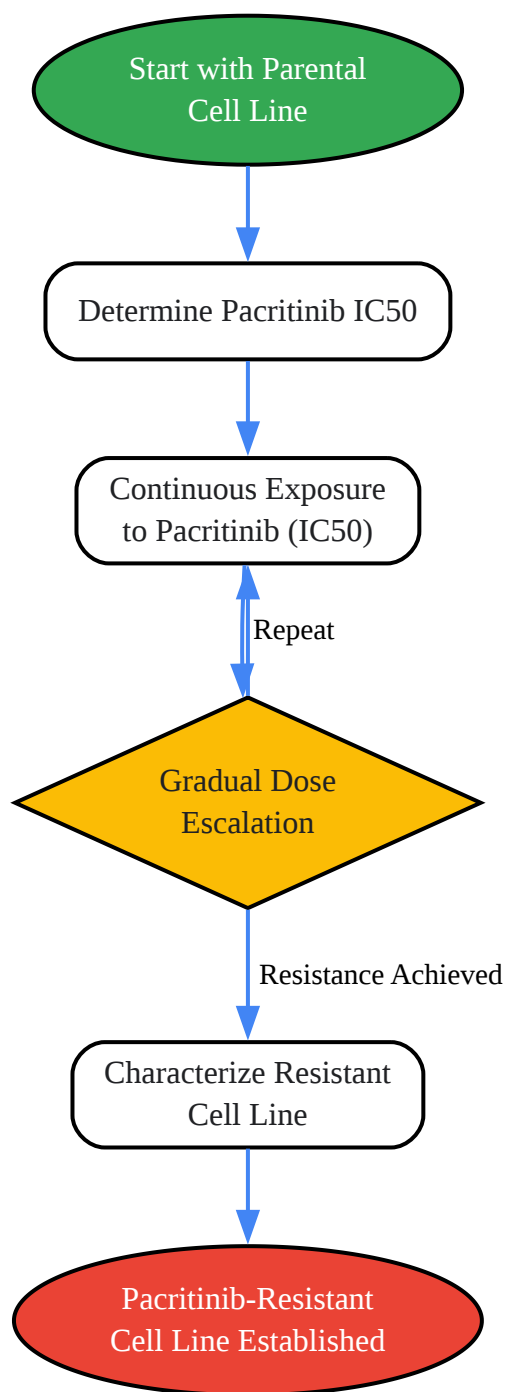 Start with Parental
Cell Line
Determine Pacritinib IC50
Continuous Exposure
to Pacritinib (IC50)
Repeat
Gradual Dose
Escalation
Resistance Achieved
Characterize Resistant
Cell Line
Pacritinib-Resistant
Cell Line Established